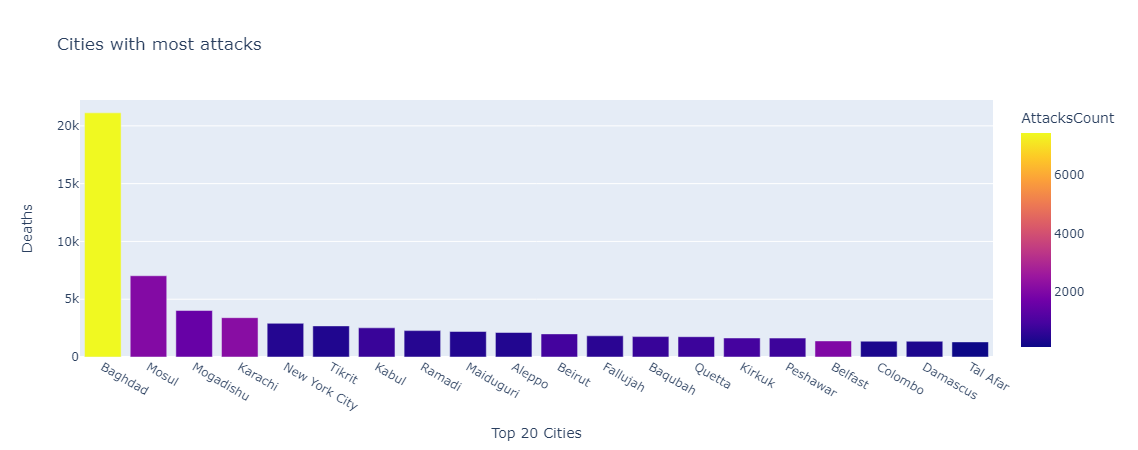 Cities with most attacks
AttacksCount
20k
15k
10k
5k
0
Deaths
6000
4000
2000
Baghdad
Mosul
Mogadishu
Karachi
New York City
Tikrit
Kabul
Ramadi
Maiduguri
Aleppo
Beirut
Fallujah
Baqubah
Quetta
Kirkuk
Peshawar
Belfast
Colombo
Damascus
Tal Afar
Top 20 Cities